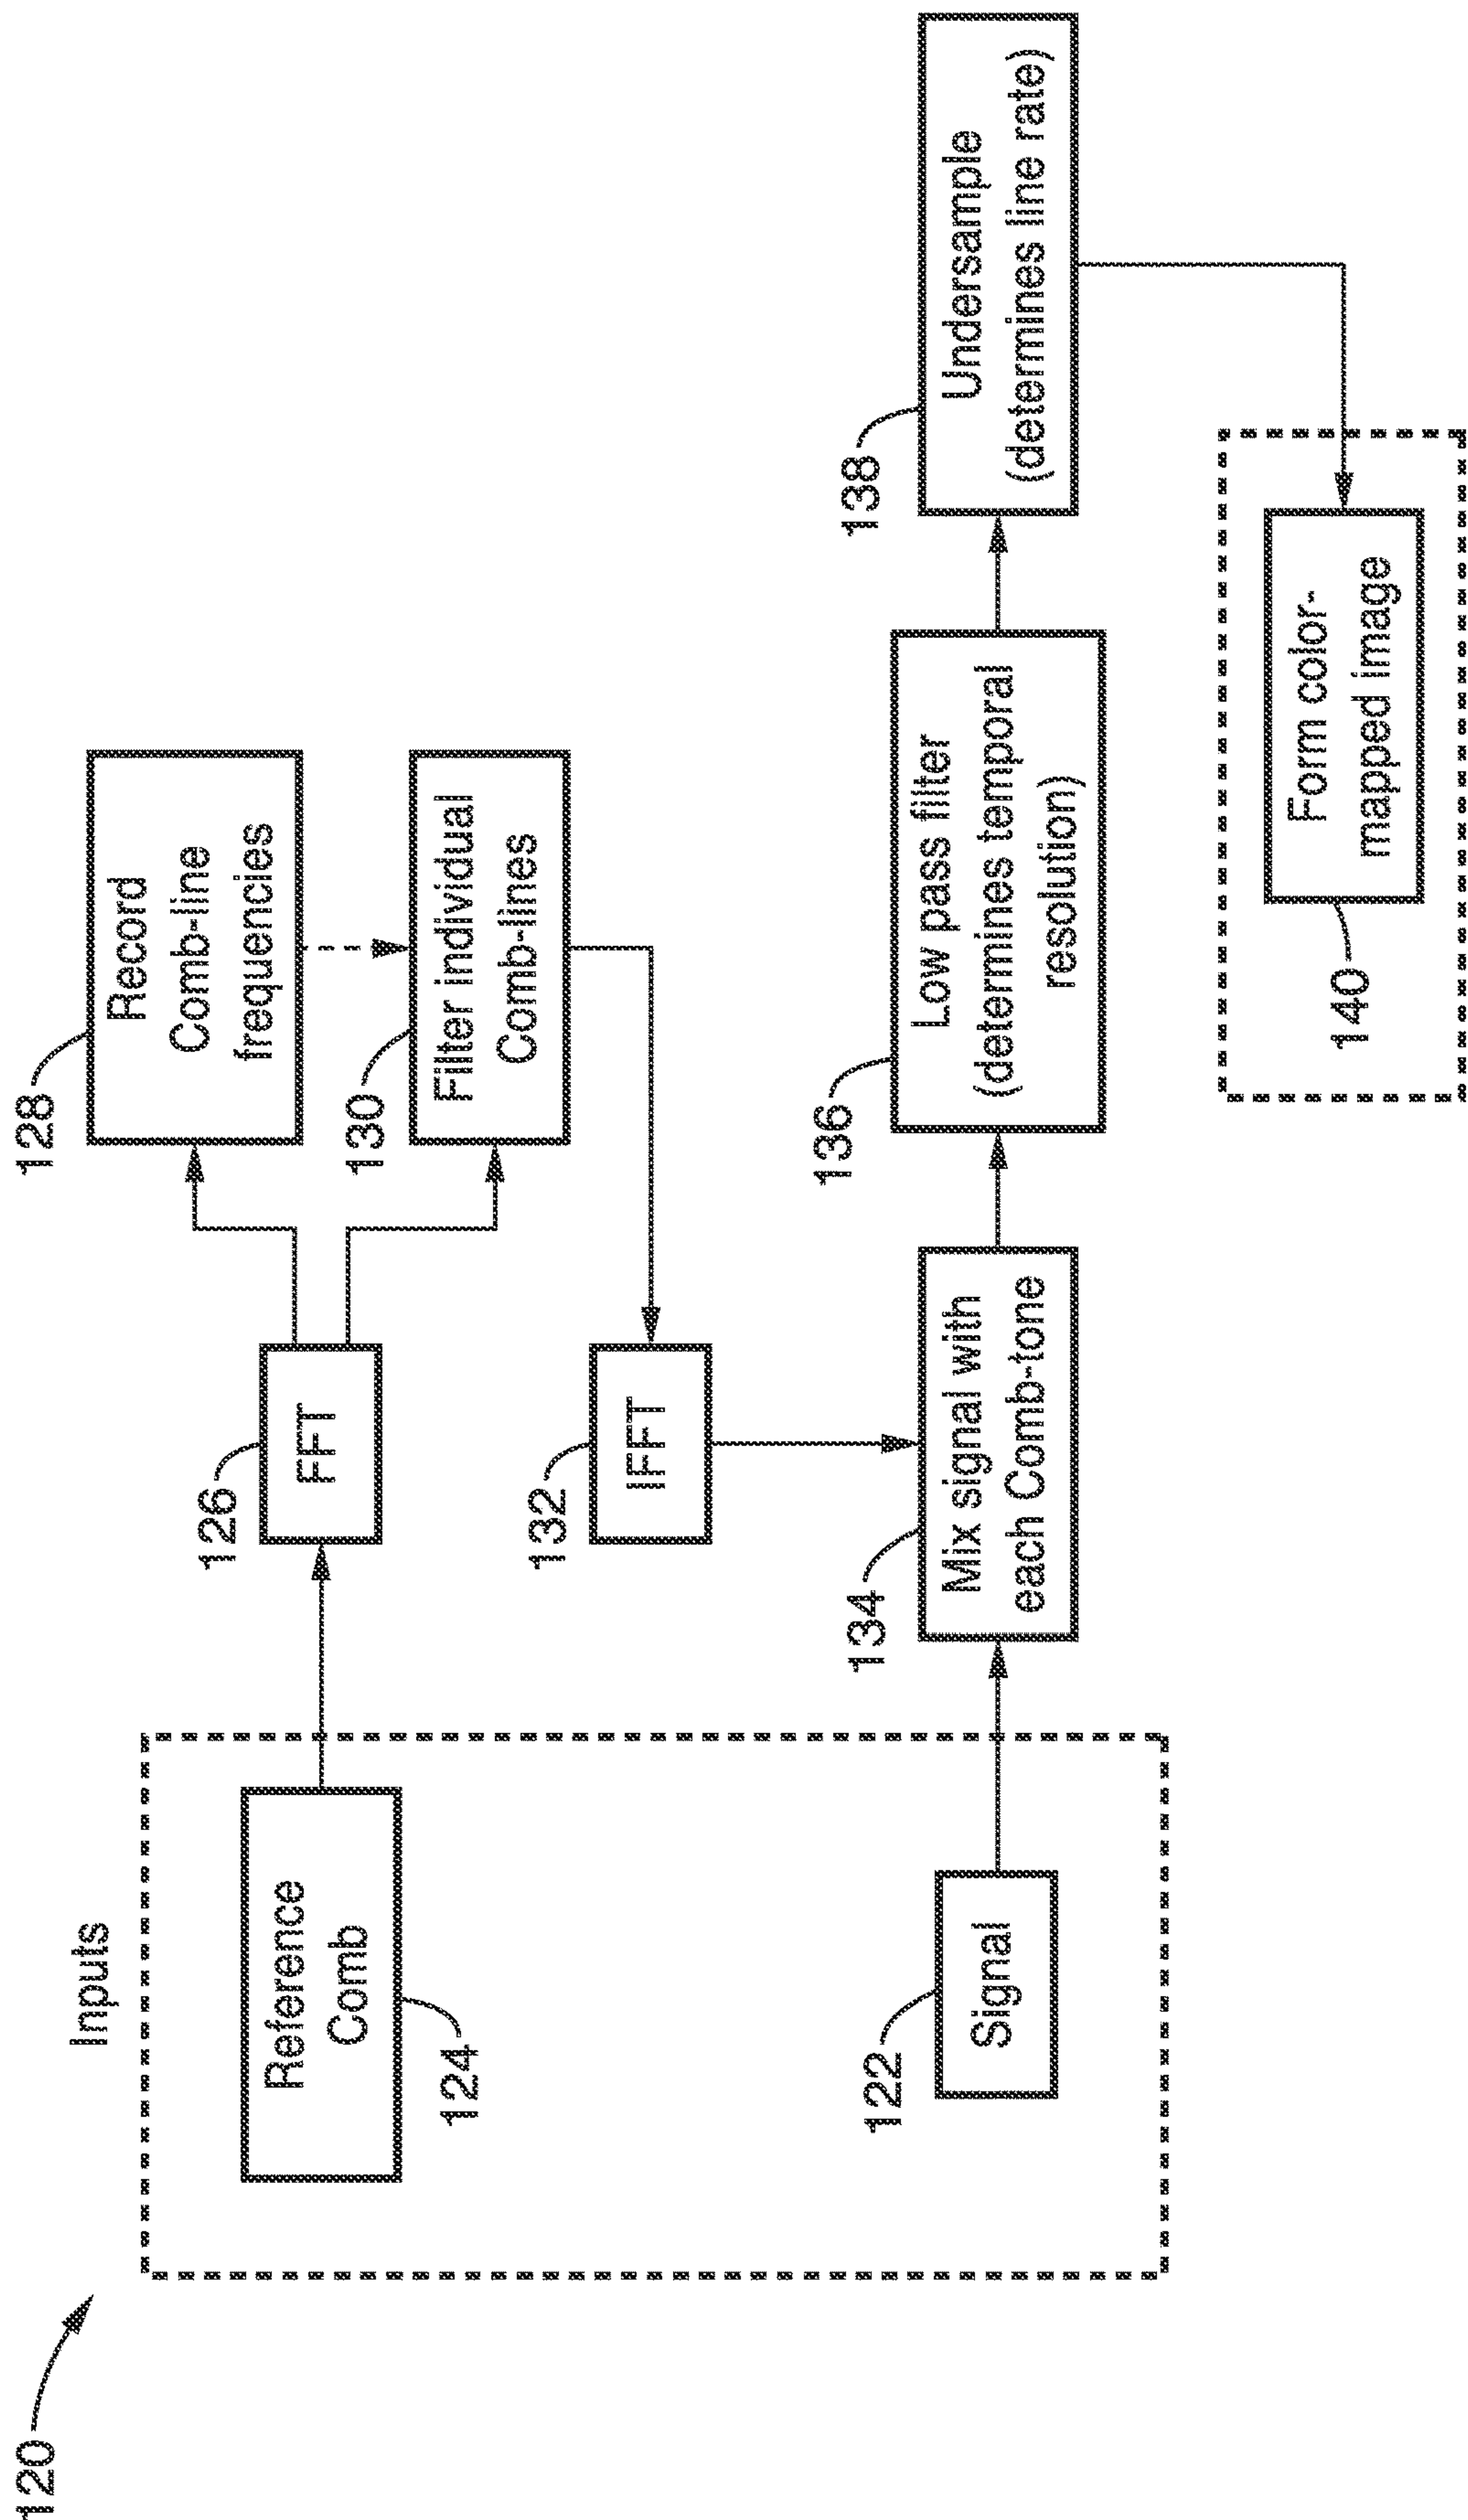 120
Inputs
Reference
Comb
124
Signal
122
126
FFT
128
Record
Comb-line
frequencies
130
Filter individual
Comb-lines
132
IFFT
134
Mix signal with
each Comb-tone
136
Low pass filter
(determines temporal
resolution)
138
Undersample
(determines line rate)
Form color-
mapped image
140